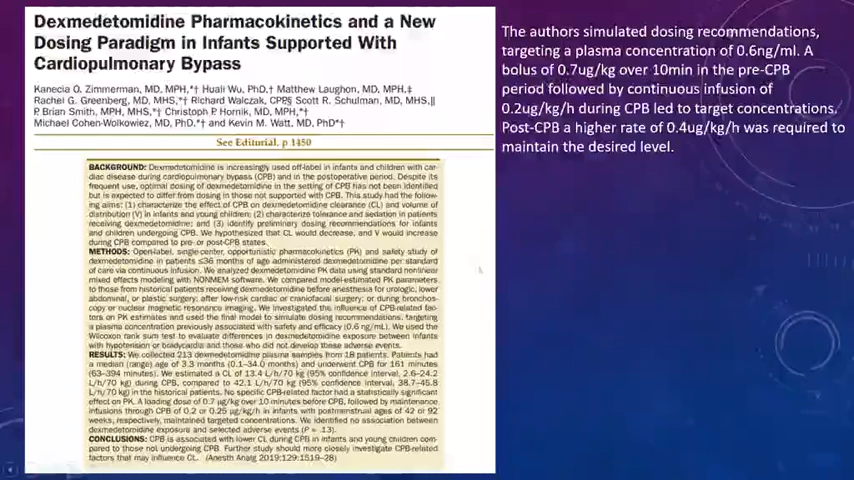 Dexmedetomidine Pharmacokinetics and a New
Dosing Paradigm in Infants Supported With
Cardiopulmonary Bypass
Kanecia O. Zimmerman, MD, MPH,*† Huali Wu, PhD,† Matthew Laughon, MD, MPH,‡
Rachel G. Greenberg, MD, MHS,*† Richard Walczak, CPP,§ Scott R. Schulman, MD, MHS,||
P. Brian Smith, MD, MPH, MHS,*† Christoph P. Hornik, MD, MPH,*†
Michael Cohen-Wolkowiez, MD, PhD,*† and Kevin M. Watt, MD, PhD*†
See Editorial, p 1450
BACKGROUND: Dexmedetomidine is increasingly used off-label in infants and children with car-
diac disease during cardiopulmonary bypass (CPB) and in the postoperative period. Despite its
frequent use, optimal dosing of dexmedetomidine in the setting of CPB has not been identified
but is expected to differ from dosing in those not supported with CPB. This study had the follow-
ing aims: (1) characterize the effect of CPB on dexmedetomidine clearance (CL) and volume of
distribution (V) in infants and young children; (2) characterize tolerance and sedation in patients
receiving dexmedetomidine; and (3) identify preliminary dosing recommendations for infants
and children undergoing CPB. We hypothesized that CL would decrease, and V would increase
during CPB compared to pre- or post-CPB states.
METHODS: Open-label, single-center, opportunistic pharmacokinetic (PK) and safety study of
dexmedetomidine in patients ≤36 months of age administered dexmedetomidine per standard
of care via continuous infusion. We analyzed dexmedetomidine PK data using standard nonlinear
mixed effects modeling with NONMEM software. We compared model-estimated PK parameters
to those from historical patients receiving dexmedetomidine before anesthesia for urologic, lower
abdominal, or plastic surgery; after low-risk cardiac or craniofacial surgery; or during bronchos-
copy or nuclear magnetic resonance imaging. We investigated the influence of CPB-related fac-
tors on PK estimates and used the final model to simulate dosing recommendations, targeting
a plasma concentration previously associated with safety and efficacy (0.6 ng/mL). We used the
Wilcoxon rank sum test to evaluate differences in dexmedetomidine exposure between infants
with hypotension or bradycardia and those who did not develop these adverse events.
RESULTS: We collected 213 dexmedetomidine plasma samples from 18 patients. Patients had
a median (range) age of 3.3 months (0.1–34.0 months) and underwent CPB for 161 minutes
(63–394 minutes). We estimated a CL of 13.4 L/h/70 kg (95% confidence interval, 2.6–24.2
L/h/70 kg) during CPB, compared to 42.1 L/h/70 kg (95% confidence interval, 38.7–45.8
L/h/70 kg) in the historical patients. No specific CPB-related factor had a statistically significant
effect on PK. A loading dose of 0.7 µg/kg over 10 minutes before CPB, followed by maintenance
infusions through CPB of 0.2 or 0.25 µg/kg/h in infants with postmenstrual ages of 42 or 92
weeks, respectively, maintained targeted concentrations. We identified no association between
dexmedetomidine exposure and selected adverse events (P = .13).
CONCLUSIONS: CPB is associated with lower CL during CPB in infants and young children com-
pared to those not undergoing CPB. Further study should more closely investigate CPB-related
factors that may influence CL. (Anesth Analg 2019;129:1519–28)
The authors simulated dosing recommendations,
targeting a plasma concentration of 0.6ng/ml. A
bolus of 0.7ug/kg over 10min in the pre-CPB
period followed by continuous infusion of
0.2ug/kg/h during CPB led to target concentrations.
Post-CPB a higher rate of 0.4ug/kg/h was required to
maintain the desired level.